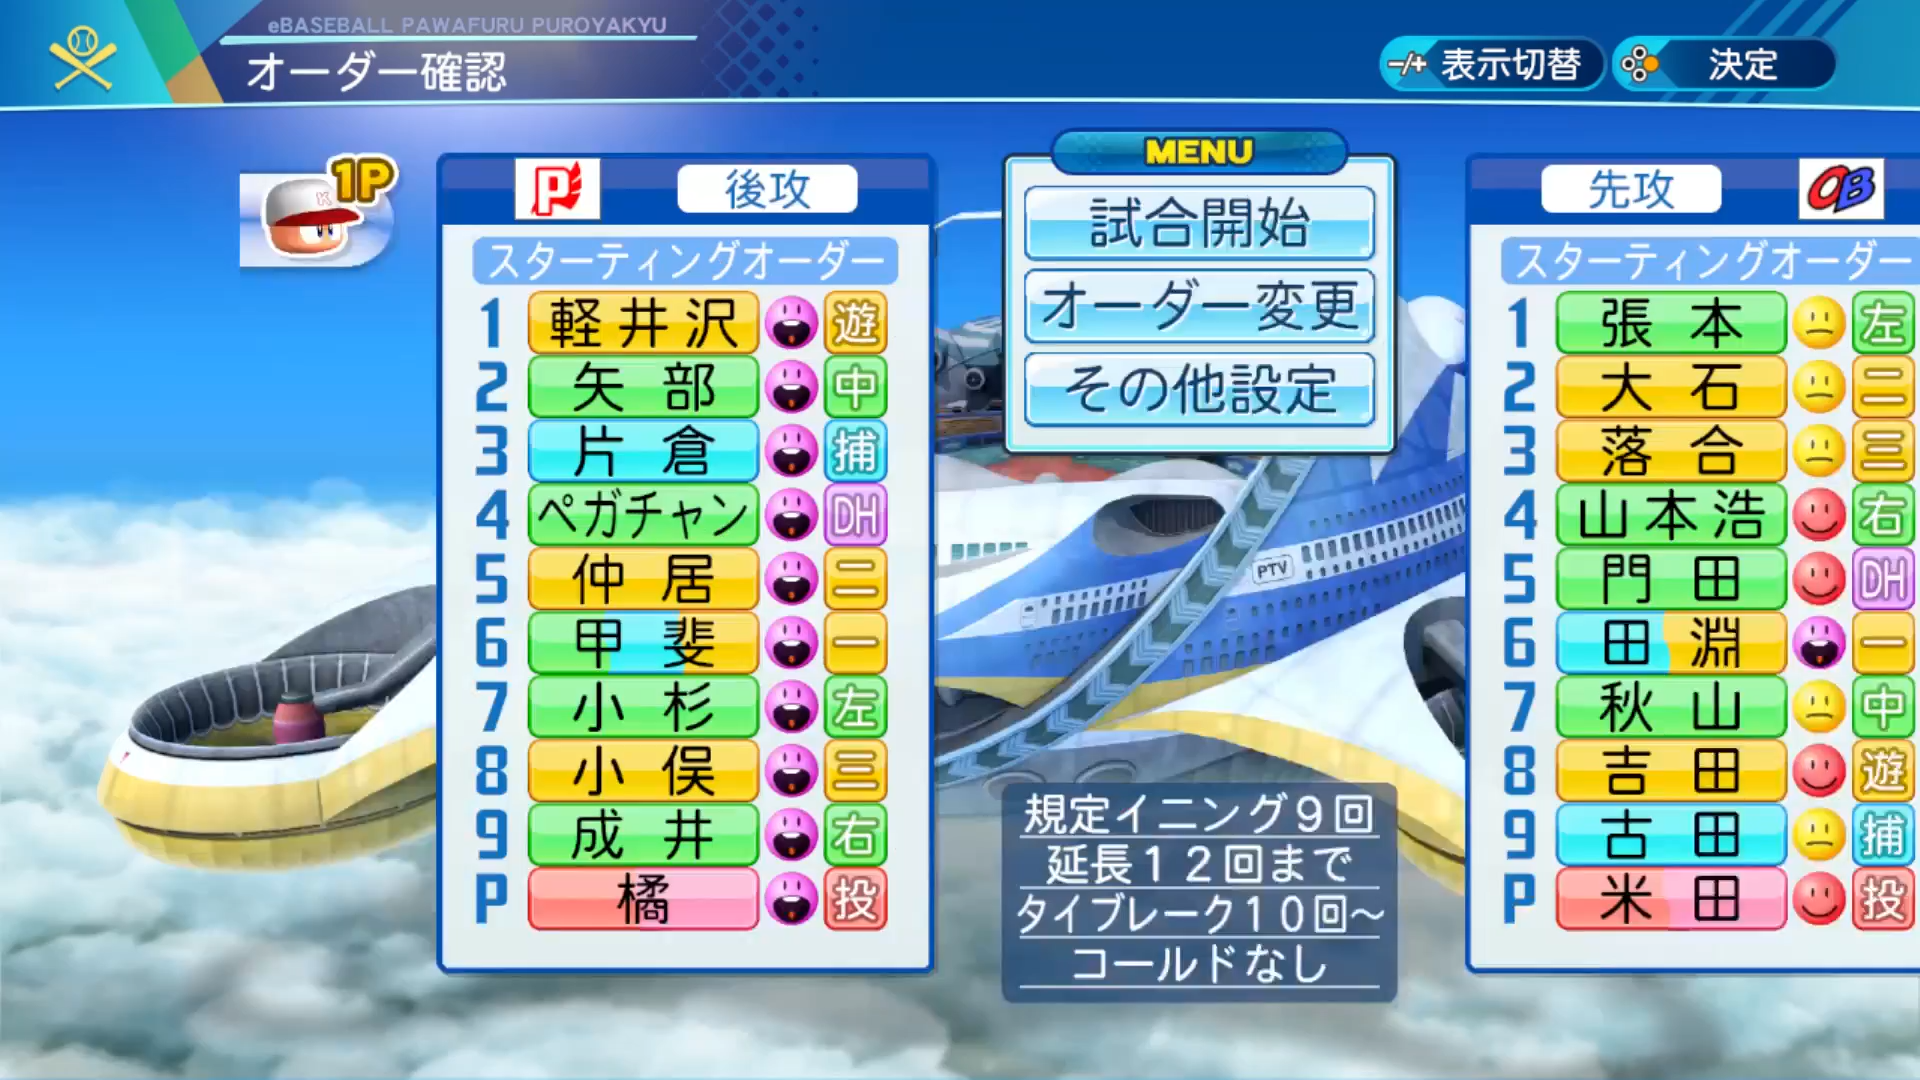 eBASEBALL PAWAFURU PUROYAKYU
オーダー確認
-/+ 表示切替
決定
1P
K
P 後攻
スターティングオーダー
1 軽井沢 遊
2 矢部 中
3 片倉 捕
4 ペガチャン DH
5 仲居 二
6 甲斐 一
7 小杉 左
8 小俣 三
9 成井 右
P 橘 投
MENU
試合開始
オーダー変更
その他設定
PTV
規定イニング9回
延長12回まで
タイブレーク10回～
コールドなし
先攻 OB
スターティングオーダー
1 張本 左
2 大石 二
3 落合 三
4 山本浩 右
5 門田 DH
6 田淵 一
7 秋山 中
8 吉田 遊
9 古田 捕
P 米田 投